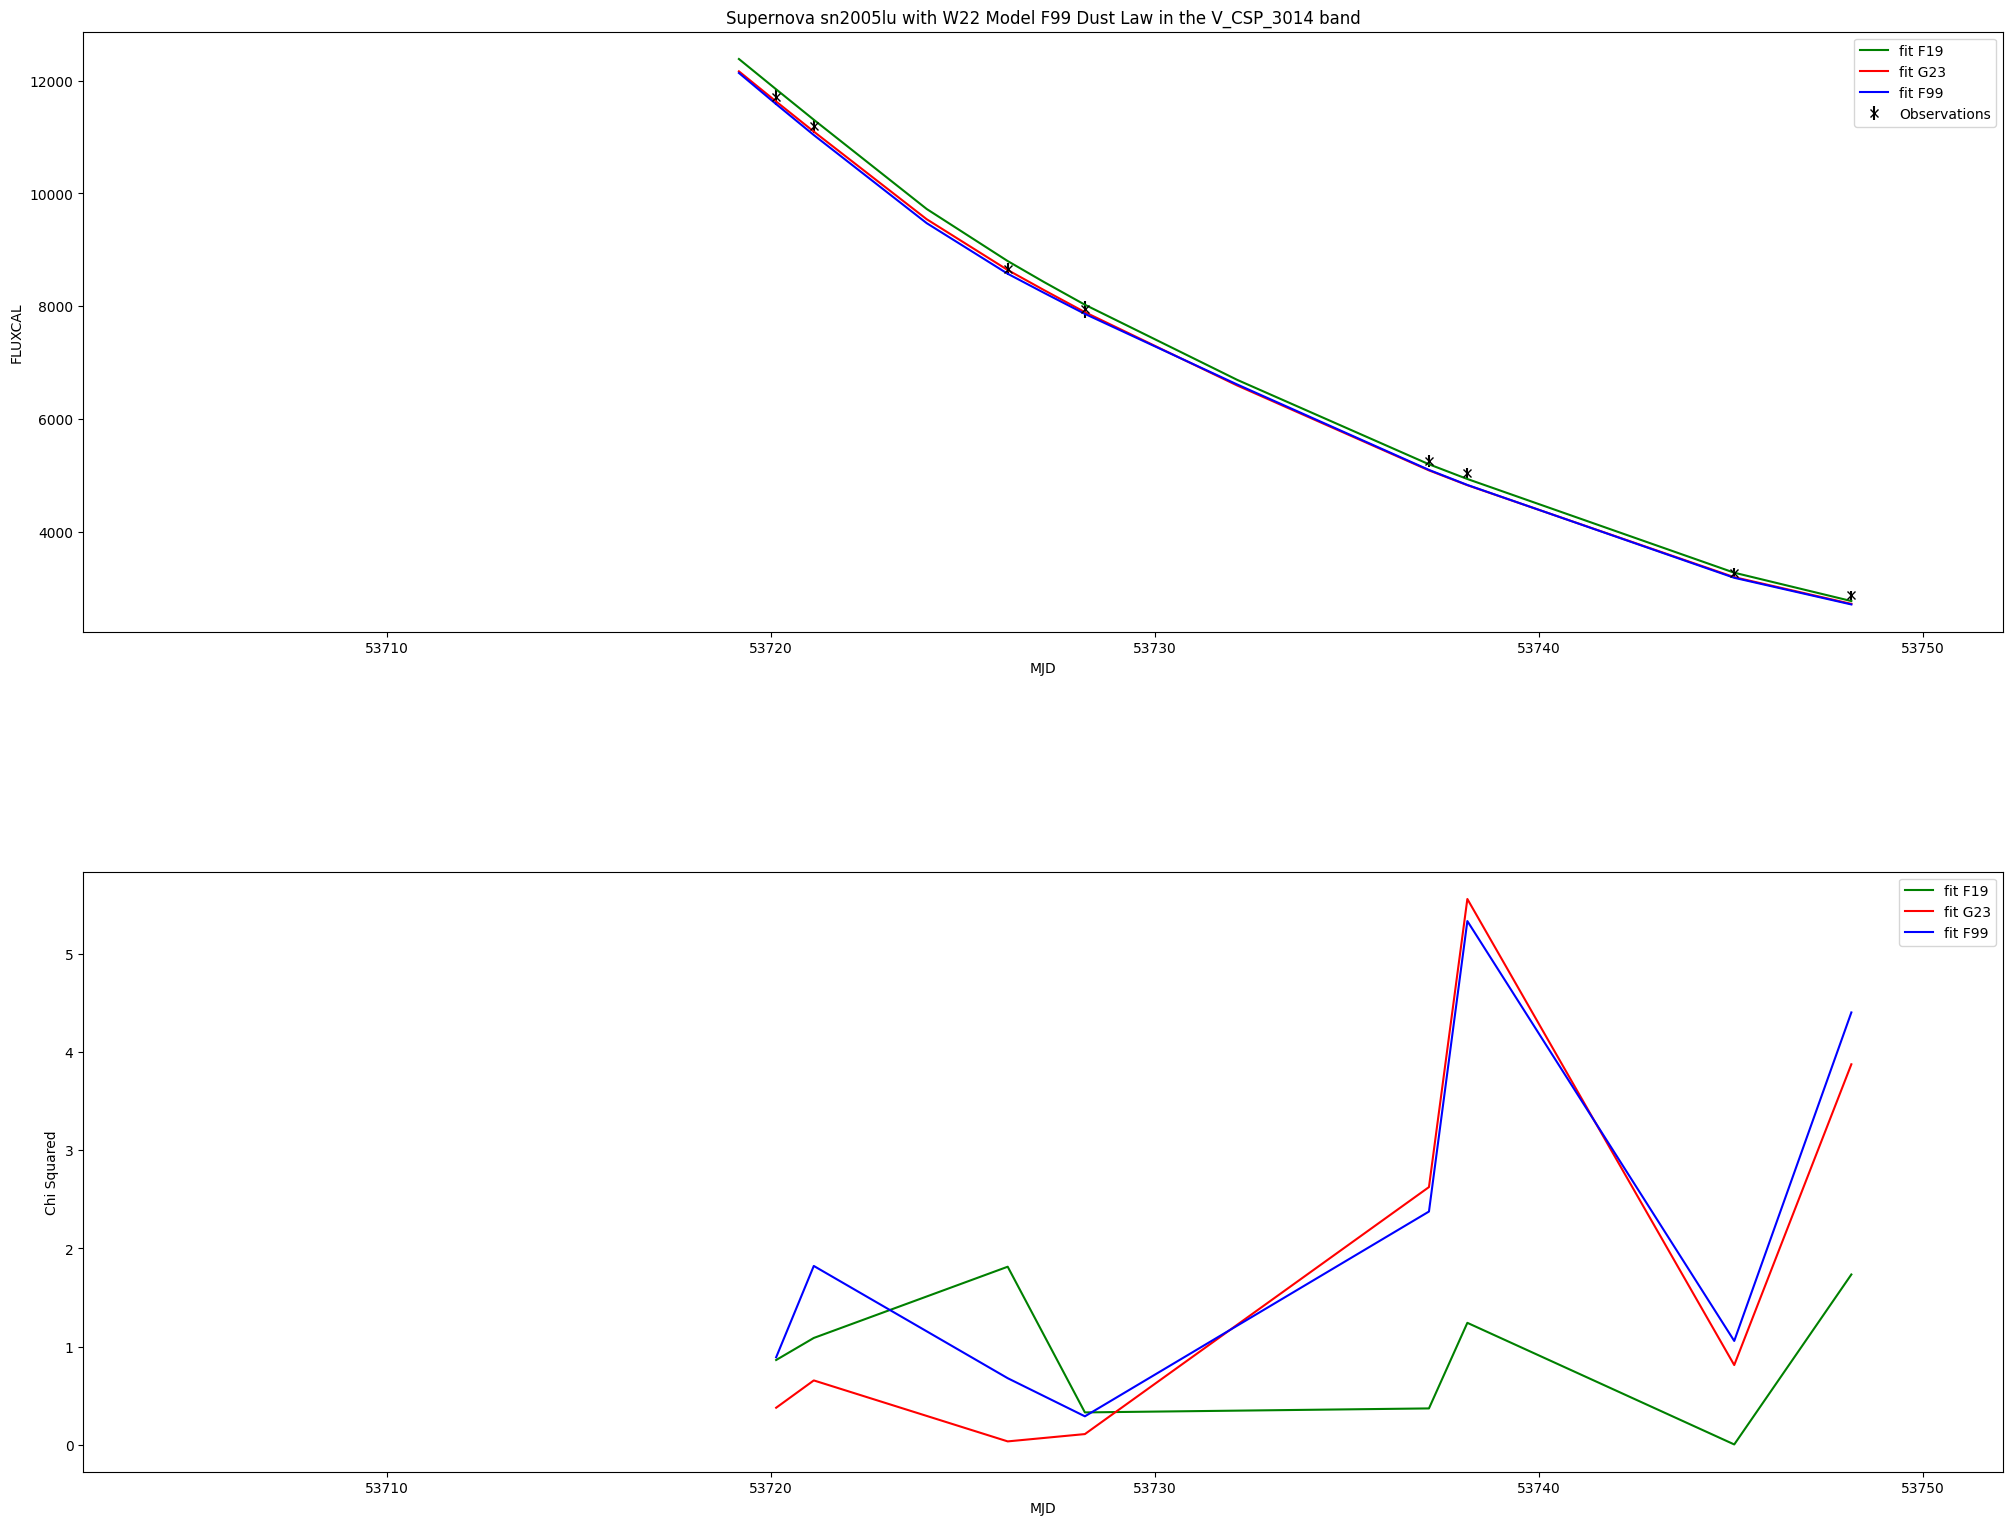 Supernova sn2005lu with W22 Model F99 Dust Law in the V_CSP_3014 band
fit F19
fit G23
fit F99
Observations
12000
10000
8000
6000
4000
FLUXCAL
53710
53720
53730
53740
53750
MJD
fit F19
fit G23
fit F99
5
4
3
2
1
0
Chi Squared
53710
53720
53730
53740
53750
MJD